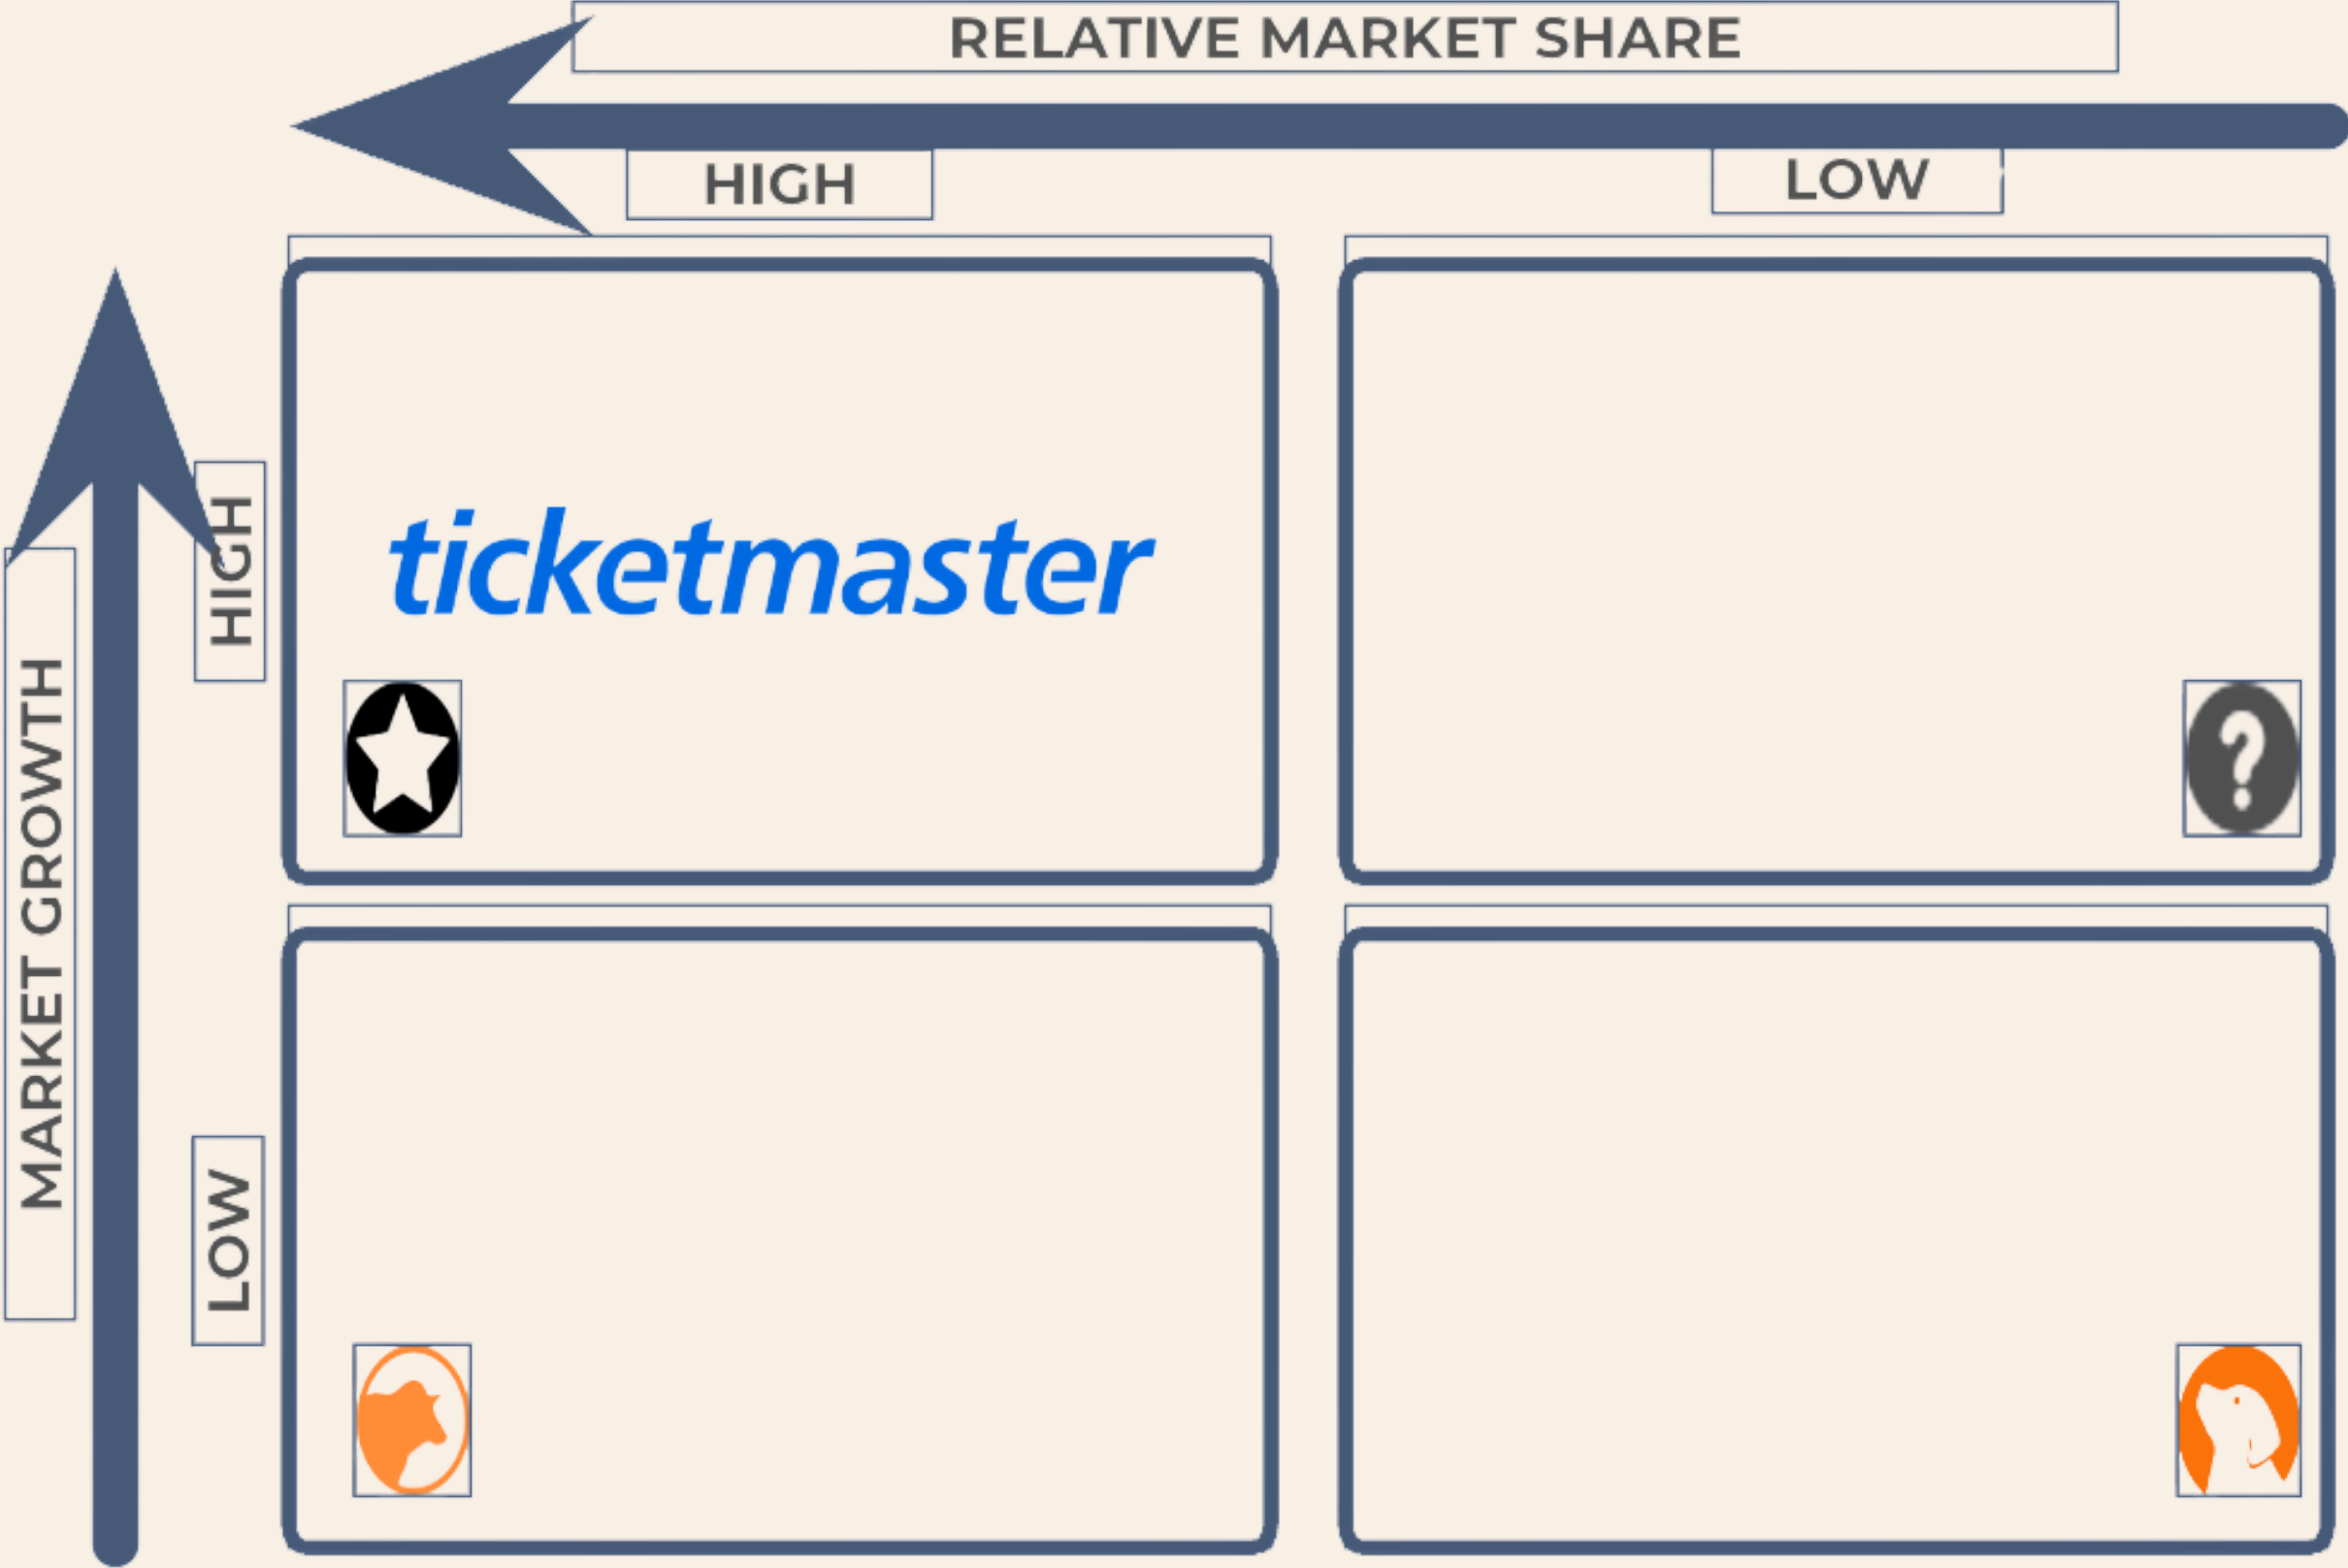 RELATIVE MARKET SHARE
HIGH
LOW
MARKET GROWTH
HIGH
ticketmaster
?
LOW